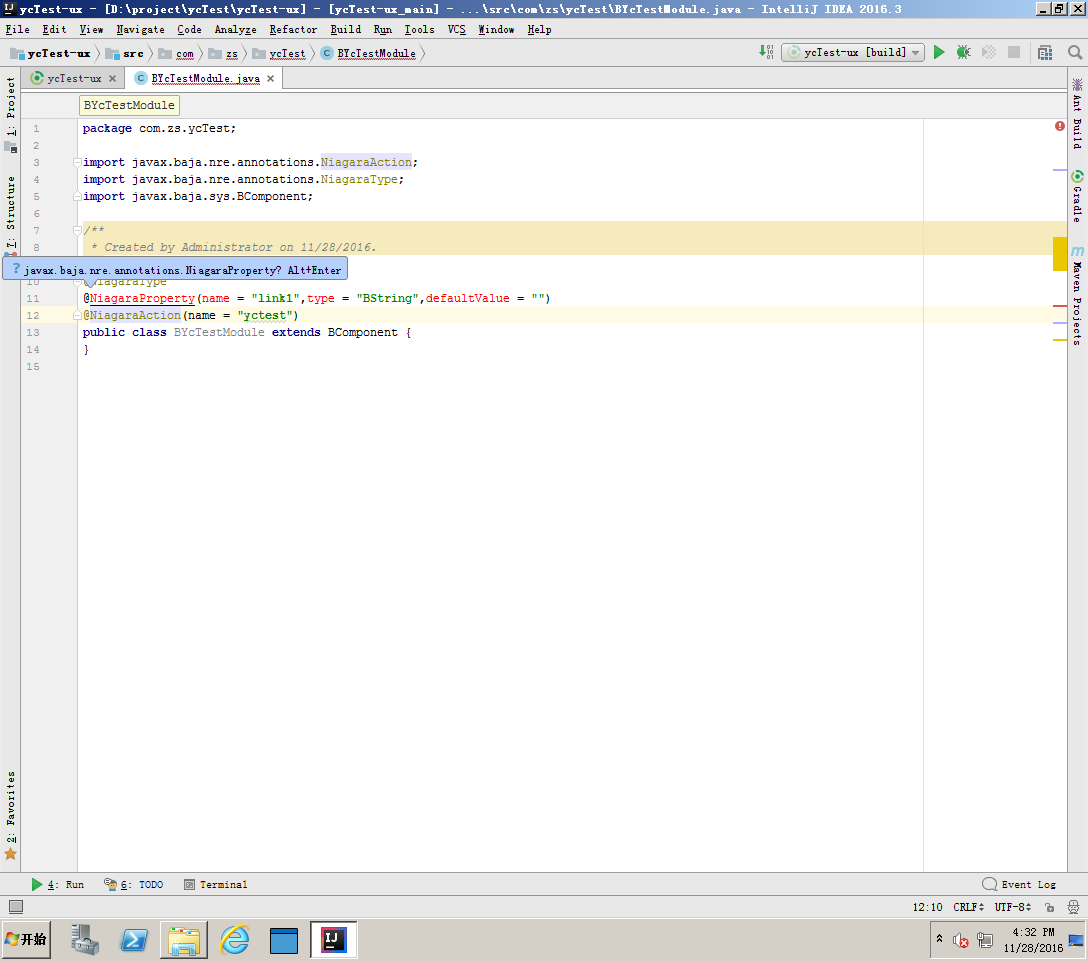 ycTest-ux - [D:\project\ycTest\ycTest-ux] - [ycTest-ux_main] - ...\src\com\zs\ycTest\BYcTestModule.java - IntelliJ IDEA 2016.3
File Edit View Navigate Code Analyze Refactor Build Run Tools VCS Window Help
ycTest-ux src com zs ycTest C BYcTestModule ycTest-ux [build]
ycTest-ux C BYcTestModule.java
BYcTestModule
1: Project
7: Structure
2: Favorites
Ant Build
Gradle
Maven Projects
1 package com.zs.ycTest;
2
3 import javax.baja.nre.annotations.NiagaraAction;
4 import javax.baja.nre.annotations.NiagaraType;
5 import javax.baja.sys.BComponent;
6
7 /**
8 * Created by Administrator on 11/28/2016.
? javax.baja.nre.annotations.NiagaraProperty? Alt+Enter
10 @NiagaraType
11 @NiagaraProperty(name = "link1",type = "BString",defaultValue = "")
12 @NiagaraAction(name = "yctest")
13 public class BYcTestModule extends BComponent {
14 }
15
4: Run 6: TODO Terminal Event Log
12:10 CRLF UTF-8
开始
4:32 PM
11/28/2016